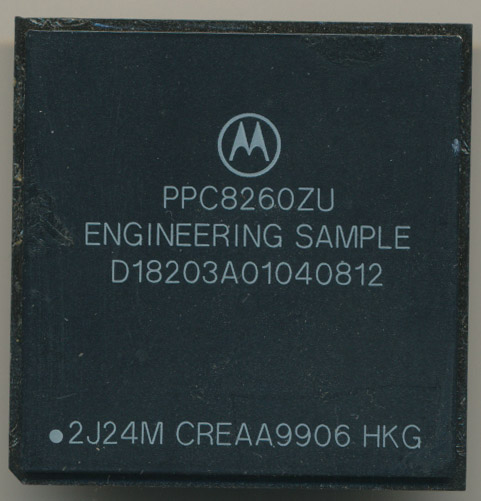 PPC8260ZU
ENGINEERING SAMPLE
D18203A01040812
2J24M CREAA9906 HKG